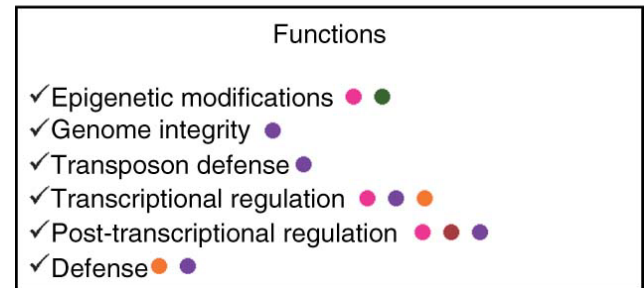 Functions
✓Epigenetic modifications
✓Genome integrity
✓Transposon defense
✓Transcriptional regulation
✓Post-transcriptional regulation
✓Defense